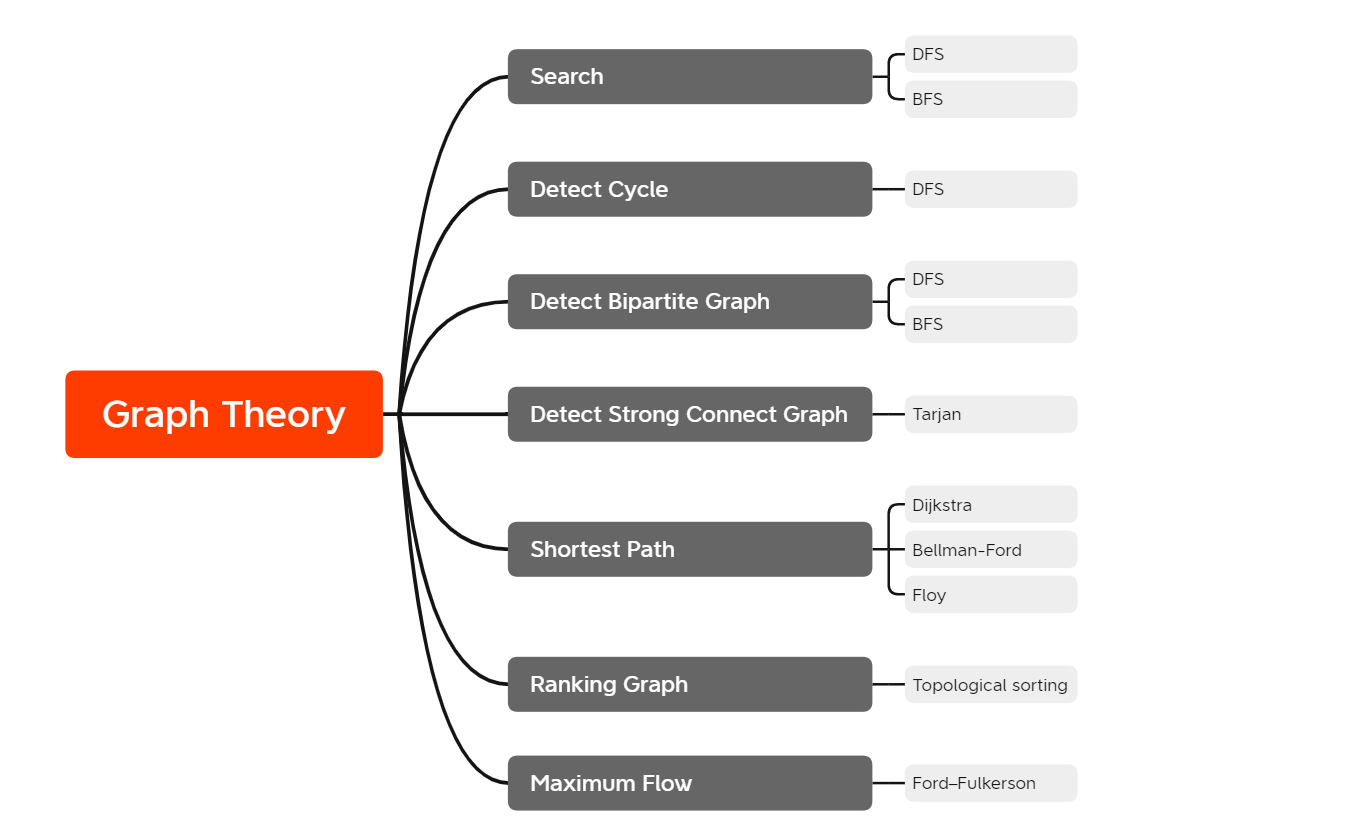 Graph Theory
Search
DFS
BFS
Detect Cycle
DFS
Detect Bipartite Graph
DFS
BFS
Detect Strong Connect Graph
Tarjan
Shortest Path
Dijkstra
Bellman-Ford
Floy
Ranking Graph
Topological sorting
Maximum Flow
Ford–Fulkerson